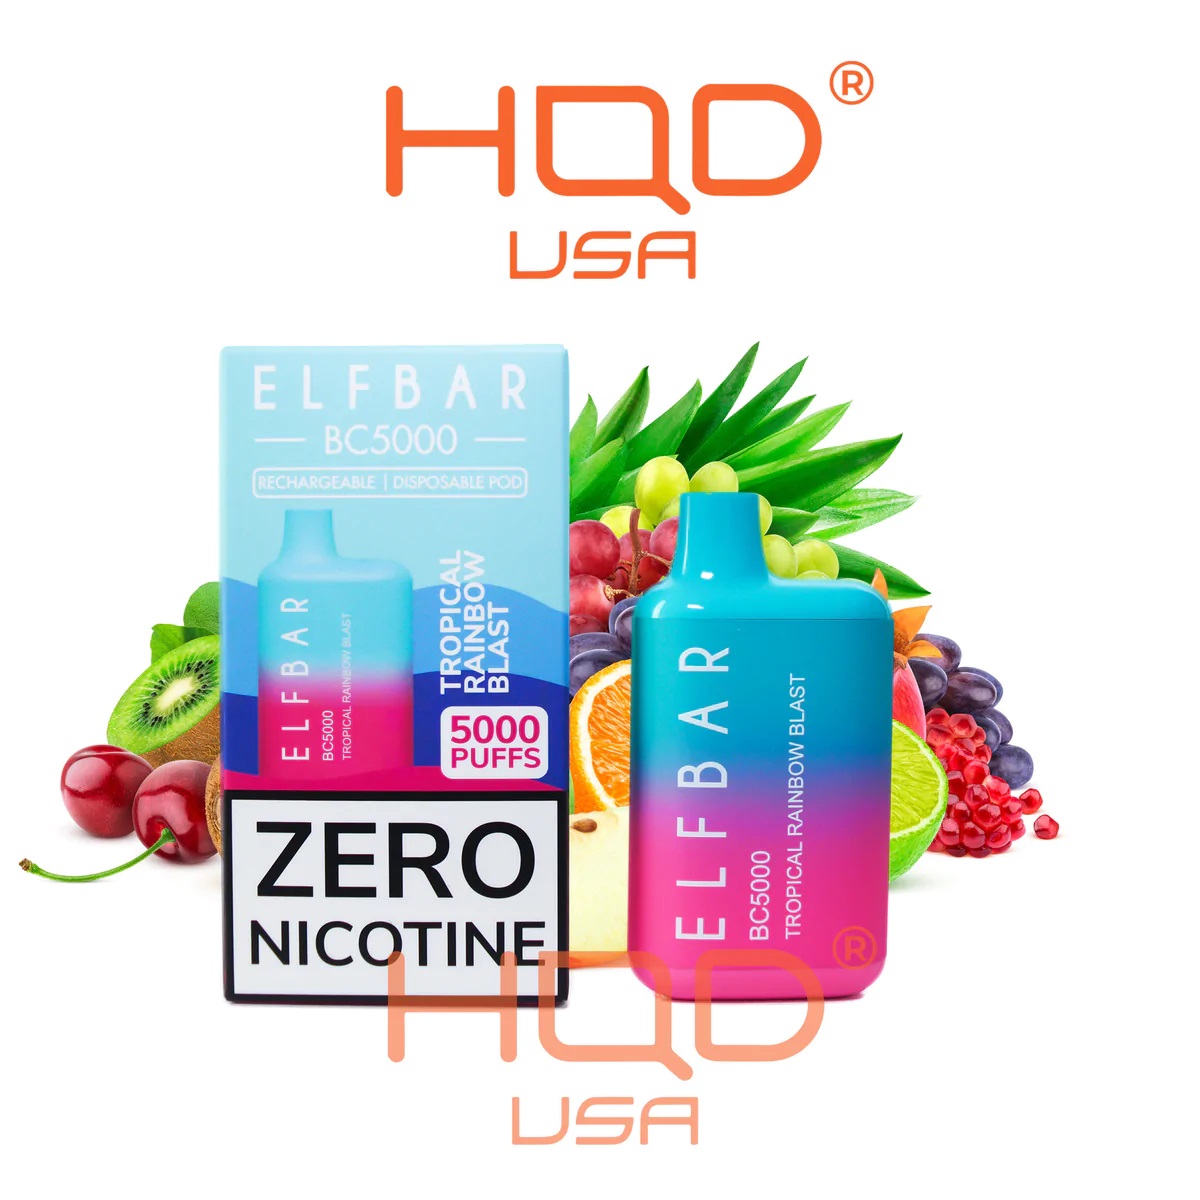 HQD®
USA
ELFBAR
BC5000
RECHARGEABLE | DISPOSABLE POD
ELFBAR
BC5000
TROPICAL RAINBOW BLAST
TROPICAL
RAINBOW
BLAST
5000
PUFFS
ZERO
NICOTINE
ELFBAR
BC5000
TROPICAL RAINBOW BLAST
HQD®
USA